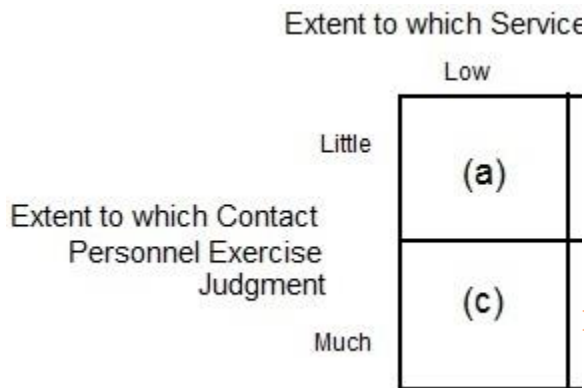 Extent to which Service
Low
Little
(a)
Extent to which Contact
Personnel Exercise
Judgment
(c)
Much